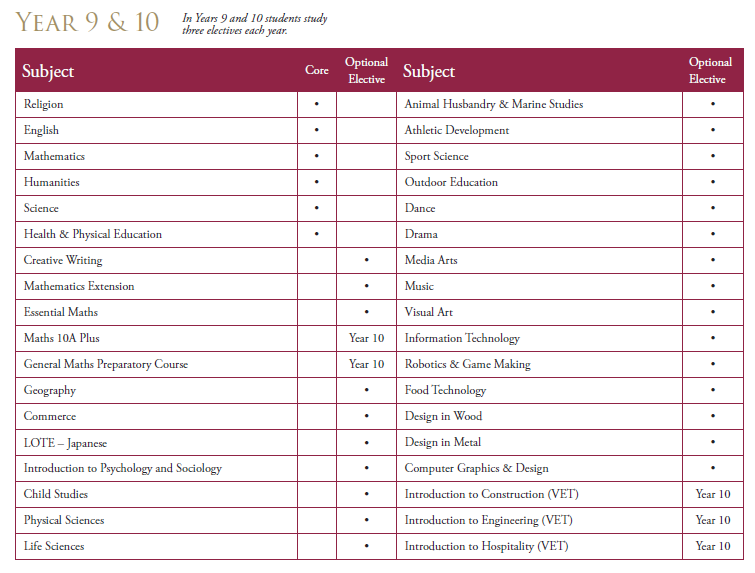 YEAR 9 & 10
In Years 9 and 10 students study
three electives each year.
Subject Core Optional Elective Subject Optional Elective
Religion • Animal Husbandry & Marine Studies •
English • Athletic Development •
Mathematics • Sport Science •
Humanities • Outdoor Education •
Science • Dance •
Health & Physical Education • Drama •
Creative Writing • Media Arts •
Mathematics Extension • Music •
Essential Maths • Visual Art •
Maths 10A Plus Year 10 Information Technology •
General Maths Preparatory Course Year 10 Robotics & Game Making •
Geography • Food Technology •
Commerce • Design in Wood •
LOTE – Japanese • Design in Metal •
Introduction to Psychology and Sociology • Computer Graphics & Design •
Child Studies • Introduction to Construction (VET) Year 10
Physical Sciences • Introduction to Engineering (VET) Year 10
Life Sciences • Introduction to Hospitality (VET) Year 10